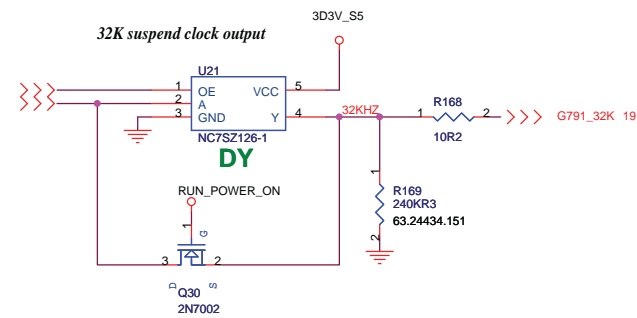 3D3V_S5
32K suspend clock output
U21
1 OE VCC 5
2 A
3 GND Y 4
32KHZ
NC7SZ126-1
DY
R168
1 2
10R2
G791_32K 19
RUN_POWER_ON
1
G
3 2
D S
Q30
2N7002
1
R169
240KR3
63.24434.151
2